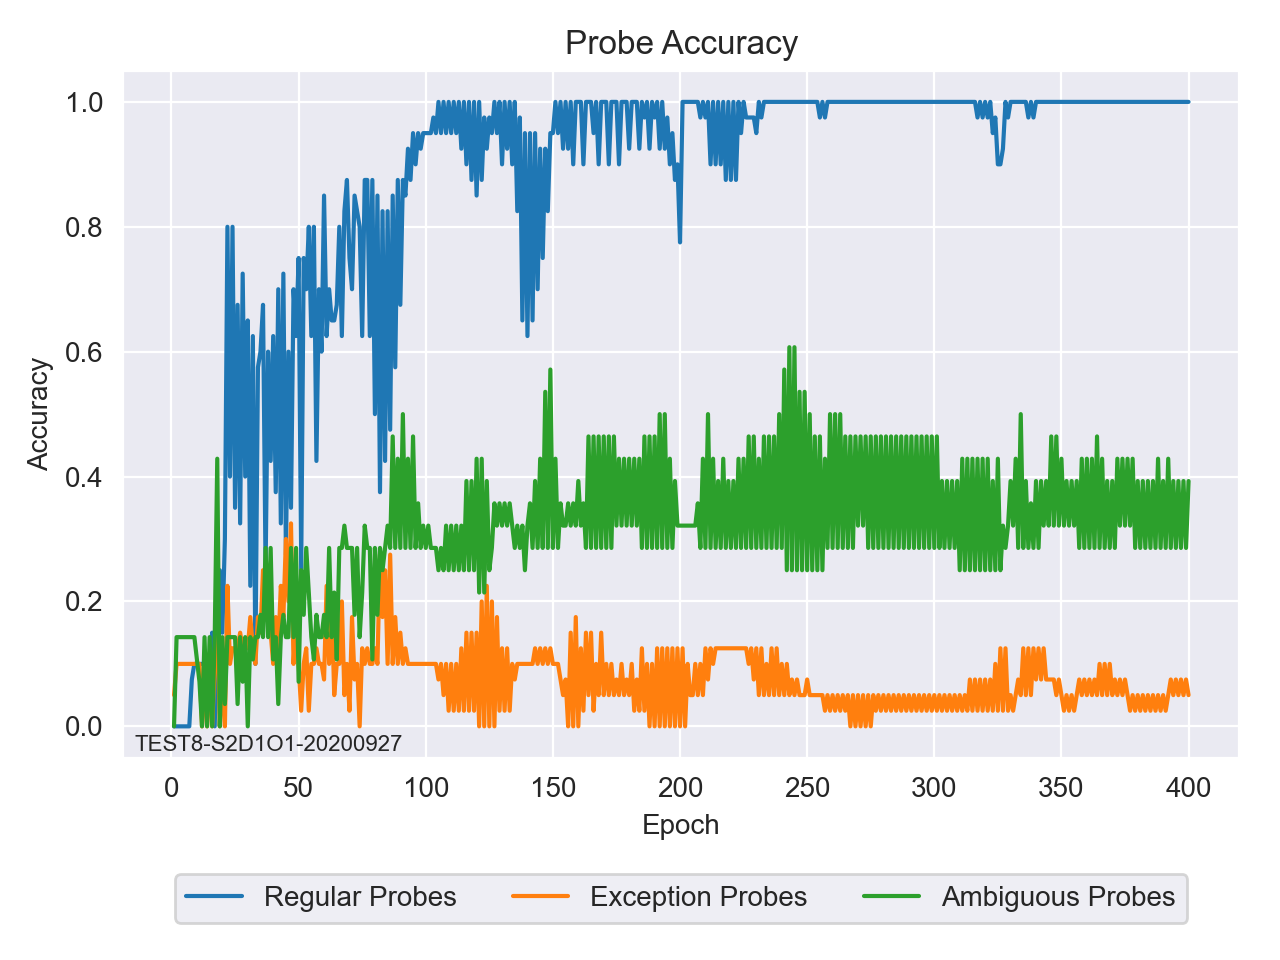 Probe Accuracy
1.0
0.8
0.6
0.4
0.2
0.0
Accuracy
TEST8-S2D1O1-20200927
0 50 100 150 200 250 300 350 400
Epoch
Regular Probes Exception Probes Ambiguous Probes